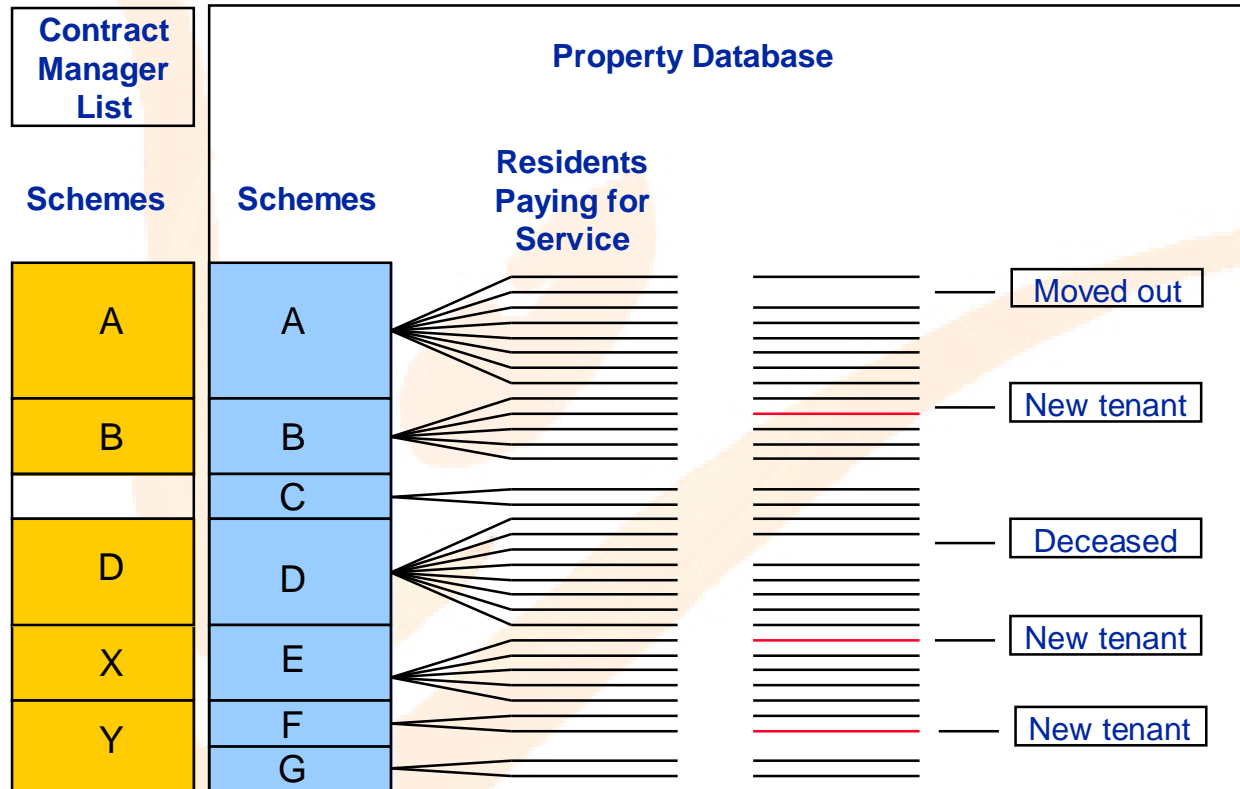 Contract
Manager
List
Property Database
Schemes
Schemes
Residents
Paying for
Service
A
A
Moved out
New tenant
B
B
C
D
D
Deceased
X
E
New tenant
Y
F
New tenant
G